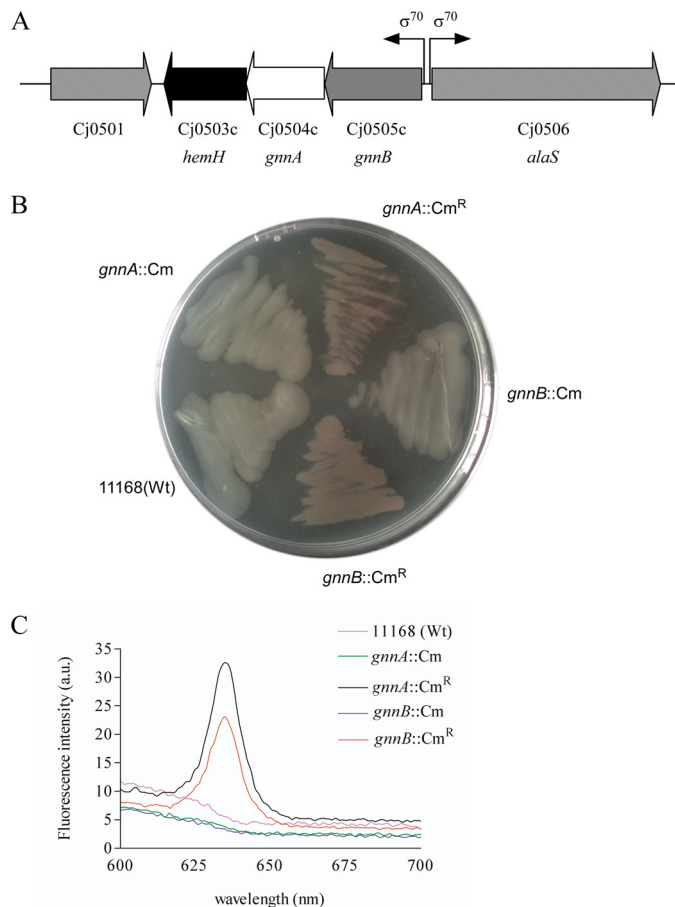 A
σ⁷⁰ σ⁷⁰
Cj0501 Cj0503c Cj0504c Cj0505c Cj0506
hemH gnnA gnnB alaS
B
gnnA::Cmᴿ
gnnA::Cm
gnnB::Cm
11168(Wt)
gnnB::Cmᴿ
C
11168 (Wt)
gnnA::Cm
gnnA::Cmᴿ
gnnB::Cm
gnnB::Cmᴿ
Fluorescence intensity (a.u.)
35
30
25
20
15
10
5
0
600 625 650 675 700
wavelength (nm)